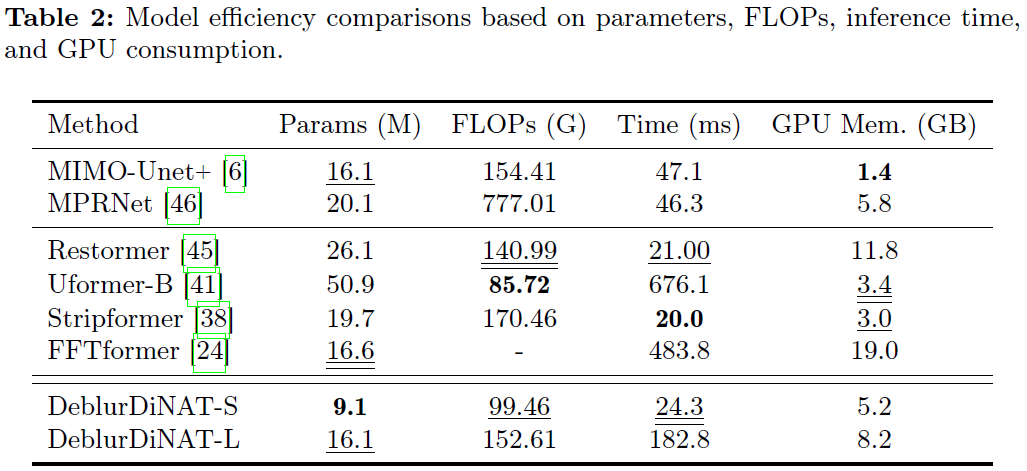 Table 2: Model efficiency comparisons based on parameters, FLOPs, inference time,
and GPU consumption.
Method Params (M) FLOPs (G) Time (ms) GPU Mem. (GB)
MIMO-Unet+ [6] 16.1 154.41 47.1 1.4
MPRNet [46] 20.1 777.01 46.3 5.8
Restormer [45] 26.1 140.99 21.00 11.8
Uformer-B [41] 50.9 85.72 676.1 3.4
Stripformer [38] 19.7 170.46 20.0 3.0
FFTformer [24] 16.6 - 483.8 19.0
DeblurDiNAT-S 9.1 99.46 24.3 5.2
DeblurDiNAT-L 16.1 152.61 182.8 8.2